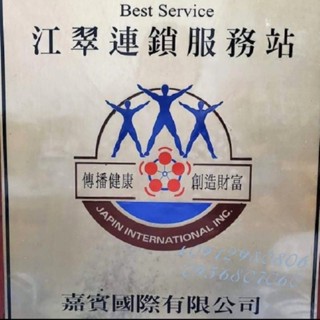 Best Service
江翠連鎖服務站
傳播健康 創造財富
JAPIN INTERNATIONAL INC.
嘉賓國際有限公司